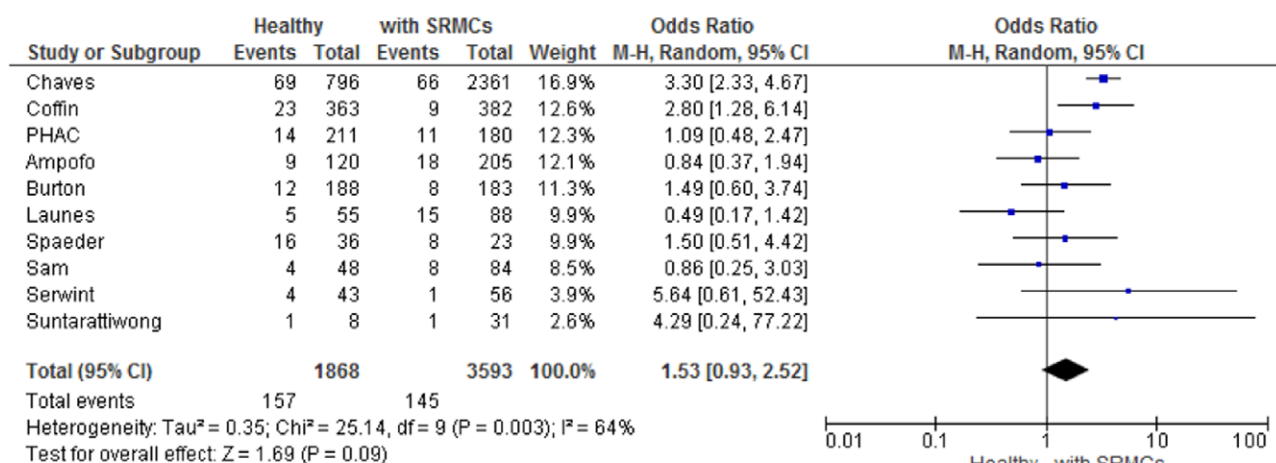 Healthy with SRMCs Odds Ratio Odds Ratio
Study or Subgroup Events Total Events Total Weight M-H, Random, 95% CI M-H, Random, 95% CI
Chaves 69 796 66 2361 16.9% 3.30 [2.33, 4.67]
Coffin 23 363 9 382 12.6% 2.80 [1.28, 6.14]
PHAC 14 211 11 180 12.3% 1.09 [0.48, 2.47]
Ampofo 9 120 18 205 12.1% 0.84 [0.37, 1.94]
Burton 12 188 8 183 11.3% 1.49 [0.60, 3.74]
Launes 5 55 15 88 9.9% 0.49 [0.17, 1.42]
Spaeder 16 36 8 23 9.9% 1.50 [0.51, 4.42]
Sam 4 48 8 84 8.5% 0.86 [0.25, 3.03]
Serwint 4 43 1 56 3.9% 5.64 [0.61, 52.43]
Suntarattiwong 1 8 1 31 2.6% 4.29 [0.24, 77.22]
Total (95% CI) 1868 3593 100.0% 1.53 [0.93, 2.52]
Total events 157 145
Heterogeneity: Tau² = 0.35; Chi² = 25.14, df = 9 (P = 0.003); I² = 64%
Test for overall effect: Z = 1.69 (P = 0.09)
0.01 0.1 1 10 100
Healthy with SRMCs